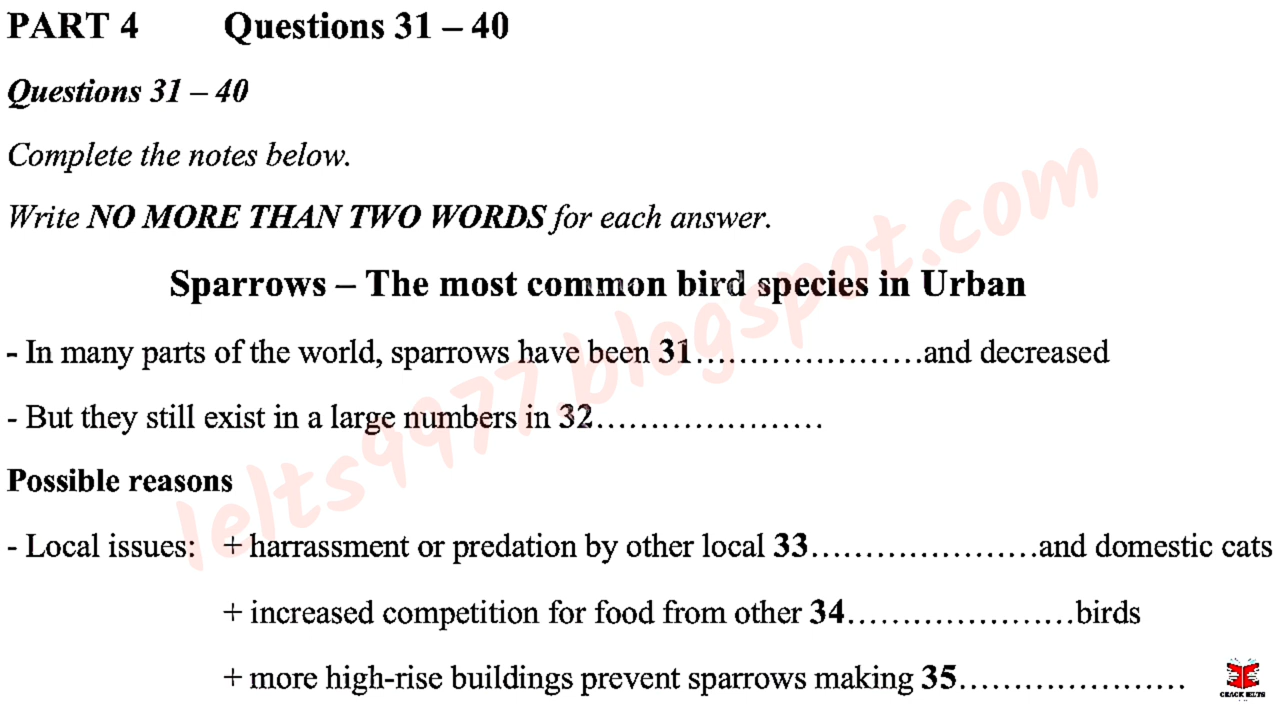 PART 4 Questions 31 – 40
Questions 31 – 40
Complete the notes below.
Write NO MORE THAN TWO WORDS for each answer.
Sparrows – The most common bird species in Urban
- In many parts of the world, sparrows have been 31.....................and decreased
- But they still exist in a large numbers in 32.....................
Possible reasons
- Local issues: + harrassment or predation by other local 33.....................and domestic cats
+ increased competition for food from other 34.....................birds
+ more high-rise buildings prevent sparrows making 35.....................
Ielts9977.blogspot.com
CRACK IELTS